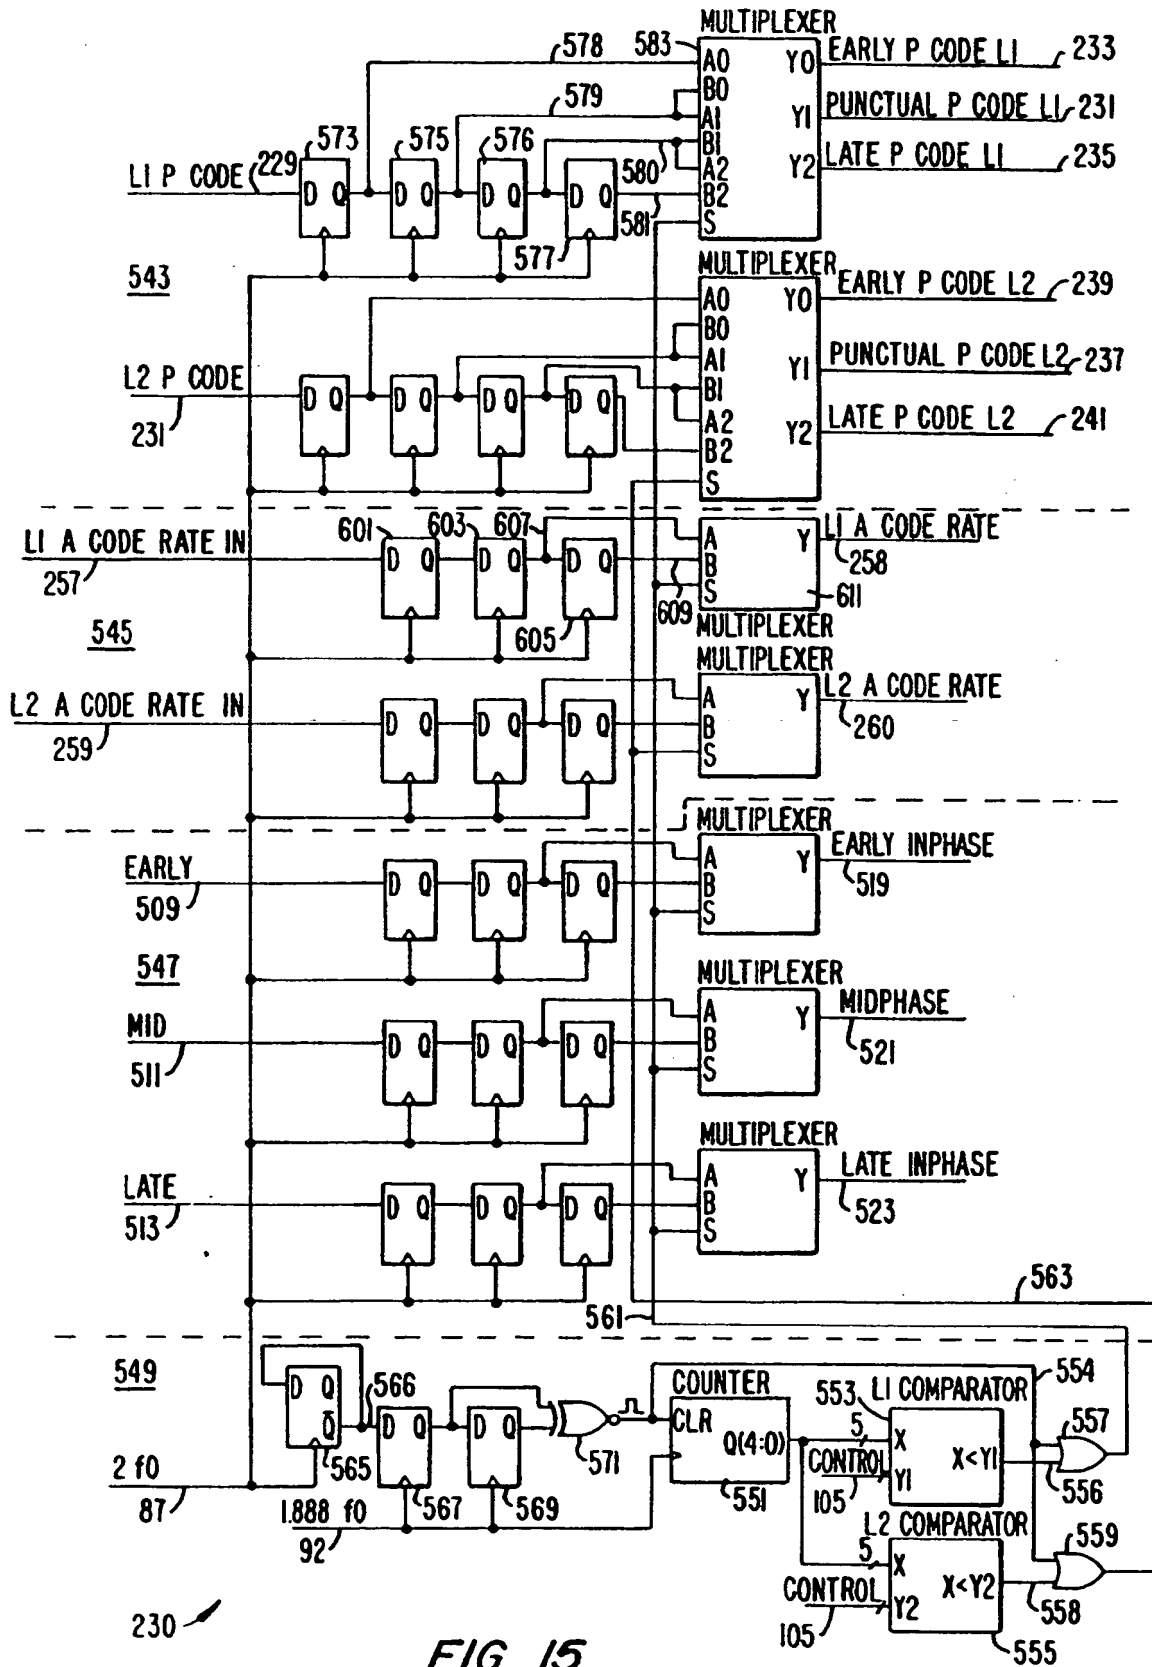 MULTIPLEXER
578 583 A0 Y0 EARLY P CODE L1 233
B0
579 A1 Y1 PUNCTUAL P CODE L1 231
573 575 576 B1
A2 Y2 LATE P CODE L1 235
L1 P CODE 229 D Q D Q D Q D Q 580 B2
581 S
577
543
MULTIPLEXER
A0 Y0 EARLY P CODE L2 239
B0
A1 Y1 PUNCTUAL P CODE L2 237
L2 P CODE D Q D Q D Q D Q B1
231 A2 Y2 LATE P CODE L2 241
B2
S
L1 A CODE RATE IN 601 603 607 A Y L1 A CODE RATE
257 D Q D Q D Q B 258
S 611
609
545 605 MULTIPLEXER
MULTIPLEXER
L2 A CODE RATE IN A Y L2 A CODE RATE
259 D Q D Q D Q B 260
S
MULTIPLEXER
EARLY A Y EARLY INPHASE
509 D Q D Q D Q B 519
S
547
MULTIPLEXER
MID A Y MIDPHASE
511 D Q D Q D Q B 521
S
MULTIPLEXER
LATE A Y LATE INPHASE
513 D Q D Q D Q B 523
S
563
561
549 554
COUNTER 553 L1 COMPARATOR
D Q 566 557
Q̅ D Q D Q CLR 5 X
571 Q(4:0) X<Y1
2 f0 565 CONTROL Y1 556
87 1.888 f0 567 569 551 105
92 L2 COMPARATOR 559
5 X
X<Y2
CONTROL Y2 558
105 555
230
FIG 15